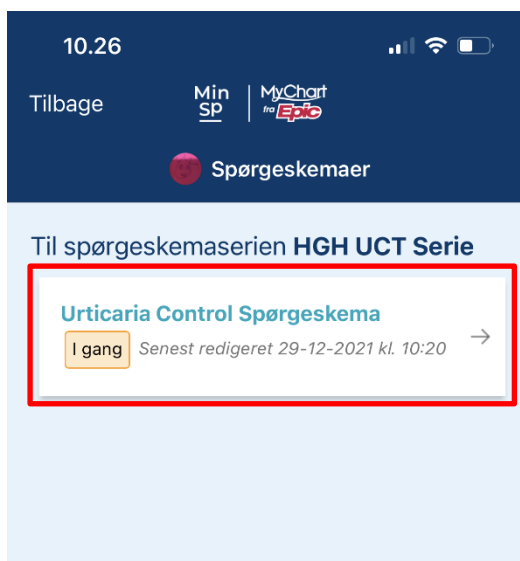 10.26
Tilbage
Min SP | MyChart fra Epic
Spørgeskemaer
Til spørgeskemaserien HGH UCT Serie
Urticaria Control Spørgeskema
I gang Senest redigeret 29-12-2021 kl. 10:20 →